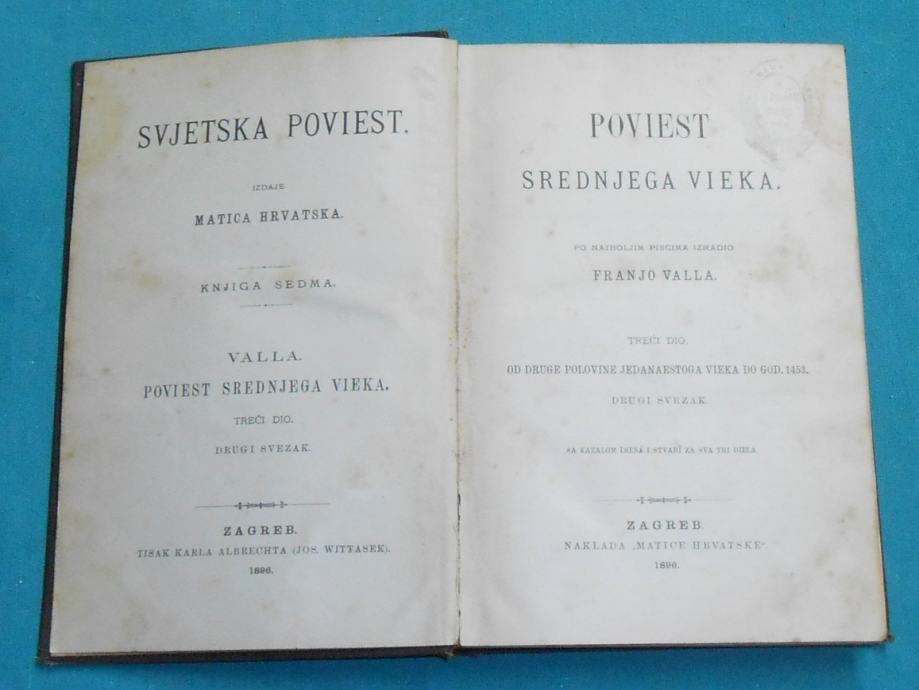 SVJETSKA POVIEST.
IZDAJE
MATICA HRVATSKA.
KNJIGA SEDMA.
VALLA.
POVIEST SREDNJEGA VIEKA.
TREĆI DIO.
DRUGI SVEZAK.
ZAGREB.
TISAK KARLA ALBRECHTA (JOS. WITTASEK).
1896.
POVIEST
SREDNJEGA VIEKA.
PO NAJBOLJIM PISCIMA IZRADIO
FRANJO VALLA.
TREĆI DIO.
OD DRUGE POLOVINE JEDANAESTOGA VIEKA DO GOD. 1453.
DRUGI SVEZAK.
SA KAZALOM IMENA I STVARÎ ZA SVA TRI DIELA.
ZAGREB.
NAKLADA „MATICE HRVATSKE“.
1896.